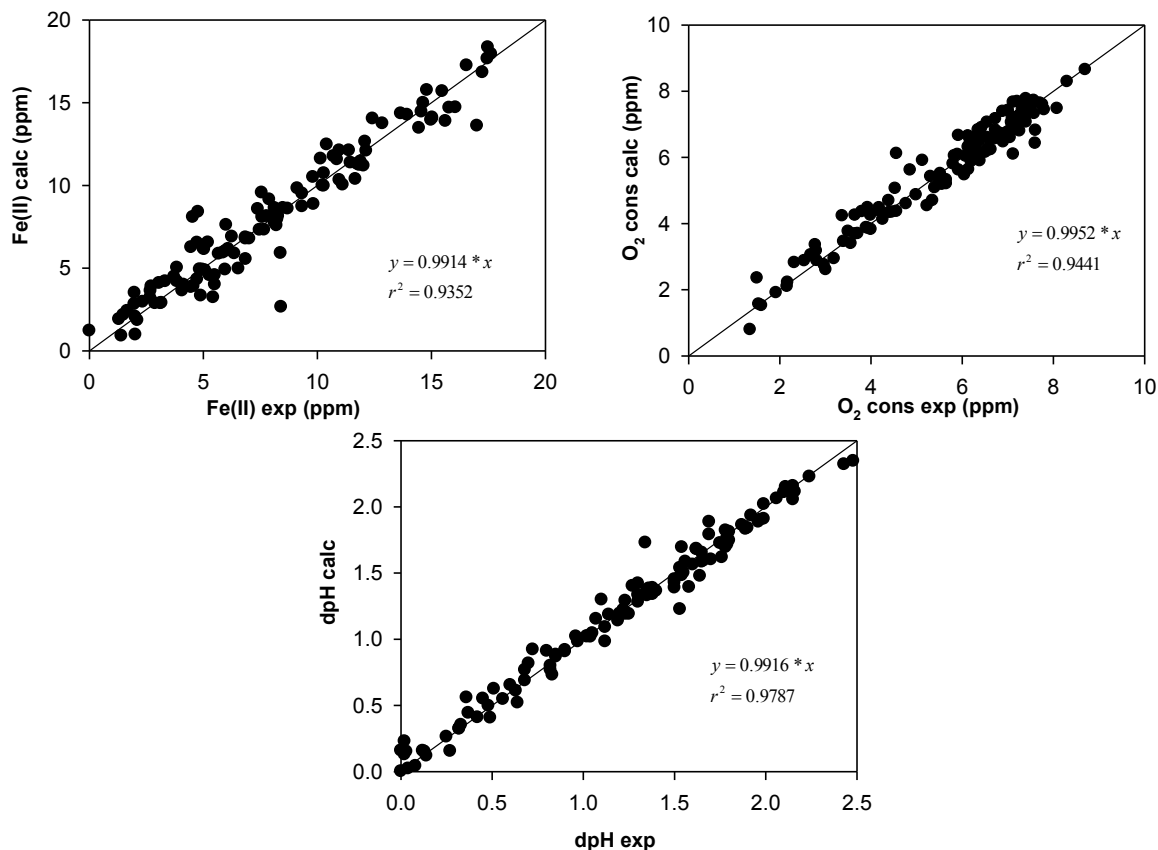 20
15
10
5
0
Fe(II) calc (ppm)
0 5 10 15 20
Fe(II) exp (ppm)
y = 0.9914 * x
r² = 0.9352
10
8
6
4
2
0
O₂ cons calc (ppm)
0 2 4 6 8 10
O₂ cons exp (ppm)
y = 0.9952 * x
r² = 0.9441
2.5
2.0
1.5
1.0
0.5
0.0
dpH calc
0.0 0.5 1.0 1.5 2.0 2.5
dpH exp
y = 0.9916 * x
r² = 0.9787